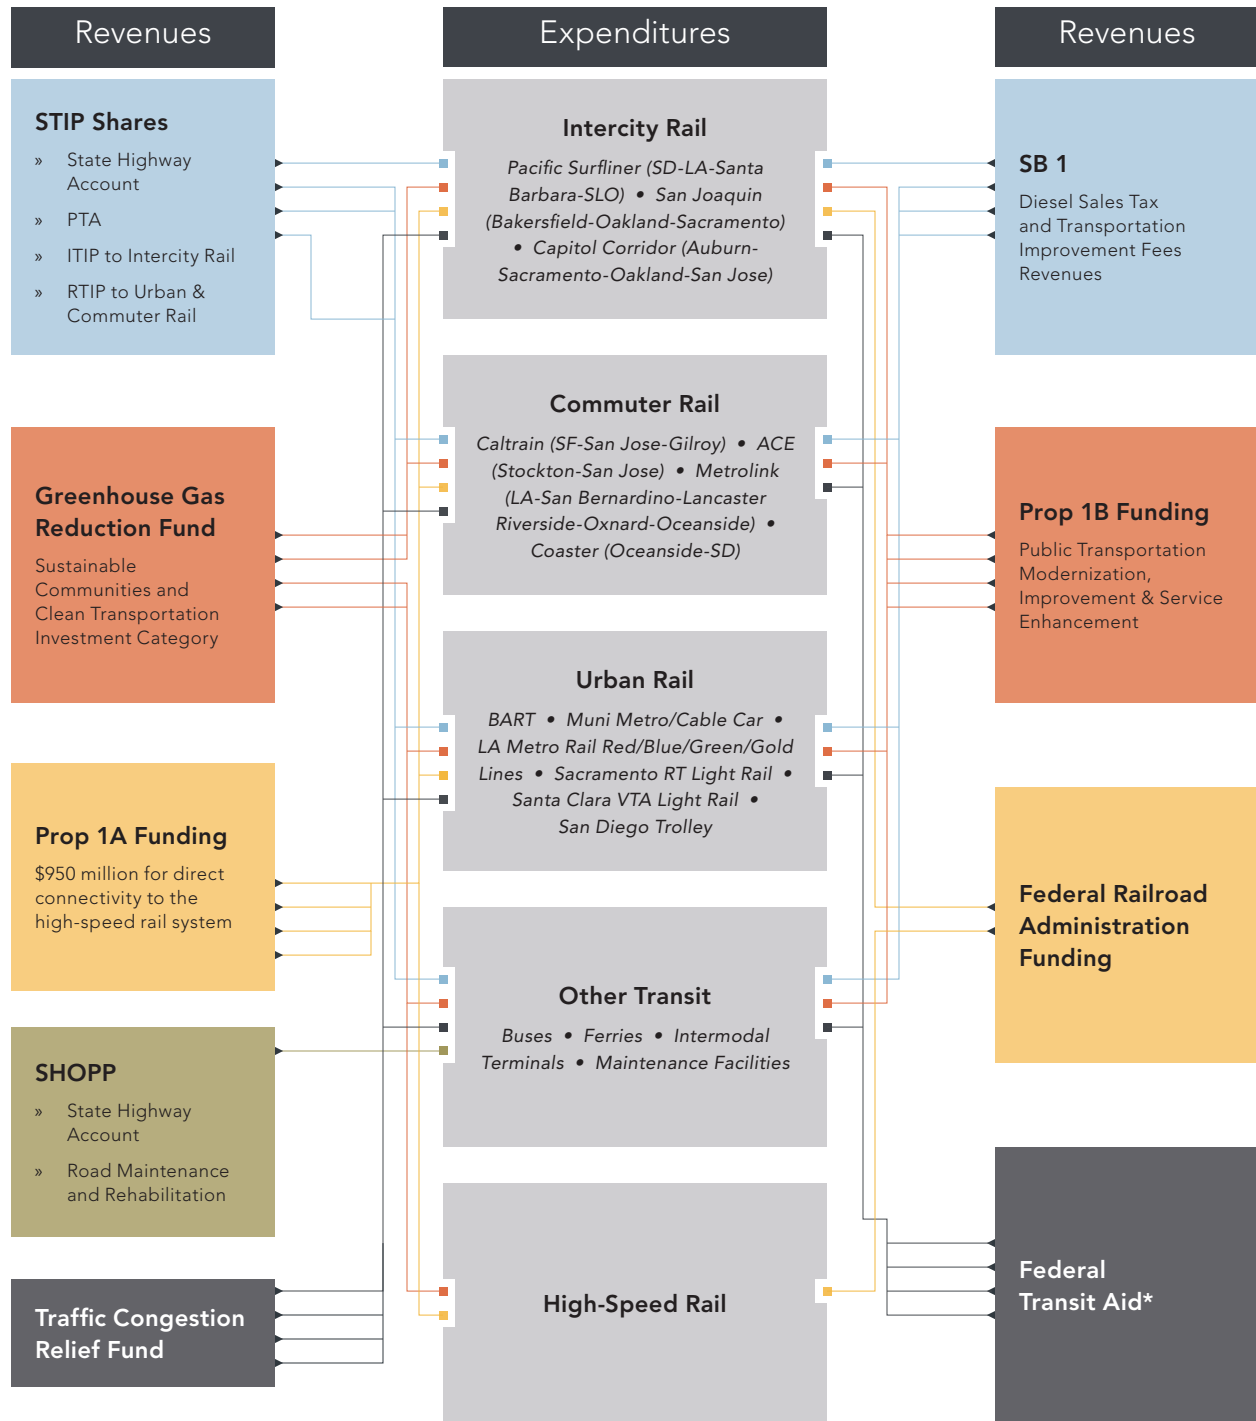 Revenues
STIP Shares
» State Highway
Account
» PTA
» ITIP to Intercity Rail
» RTIP to Urban &
Commuter Rail
Greenhouse Gas
Reduction Fund
Sustainable
Communities and
Clean Transportation
Investment Category
Prop 1A Funding
$950 million for direct
connectivity to the
high-speed rail system
SHOPP
» State Highway
Account
» Road Maintenance
and Rehabilitation
Traffic Congestion
Relief Fund
Expenditures
Intercity Rail
Pacific Surfliner (SD-LA-Santa
Barbara-SLO) • San Joaquin
(Bakersfield-Oakland-Sacramento)
• Capitol Corridor (Auburn-
Sacramento-Oakland-San Jose)
Commuter Rail
Caltrain (SF-San Jose-Gilroy) • ACE
(Stockton-San Jose) • Metrolink
(LA-San Bernardino-Lancaster
Riverside-Oxnard-Oceanside) •
Coaster (Oceanside-SD)
Urban Rail
BART • Muni Metro/Cable Car •
LA Metro Rail Red/Blue/Green/Gold
Lines • Sacramento RT Light Rail •
Santa Clara VTA Light Rail •
San Diego Trolley
Other Transit
Buses • Ferries • Intermodal
Terminals • Maintenance Facilities
High-Speed Rail
Revenues
SB 1
Diesel Sales Tax
and Transportation
Improvement Fees
Revenues
Prop 1B Funding
Public Transportation
Modernization,
Improvement & Service
Enhancement
Federal Railroad
Administration
Funding
Federal
Transit Aid*